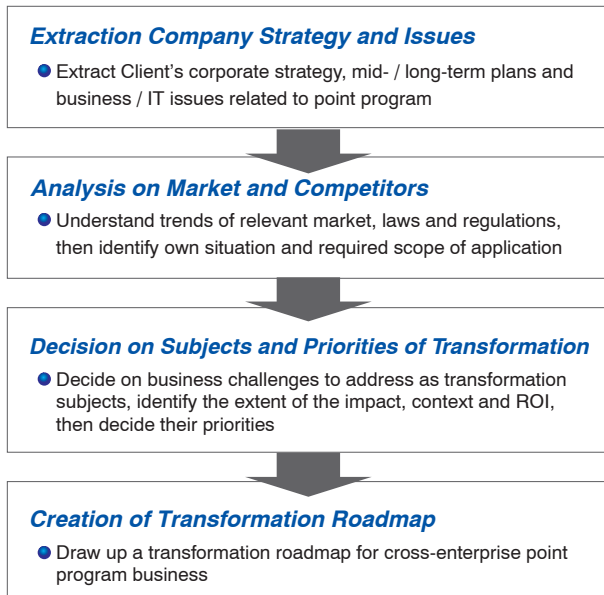 Extraction Company Strategy and Issues
Extract Client's corporate strategy, mid- / long-term plans and
business / IT issues related to point program
Analysis on Market and Competitors
Understand trends of relevant market, laws and regulations,
then identify own situation and required scope of application
Decision on Subjects and Priorities of Transformation
Decide on business challenges to address as transformation
subjects, identify the extent of the impact, context and ROI,
then decide their priorities
Creation of Transformation Roadmap
Draw up a transformation roadmap for cross-enterprise point
program business